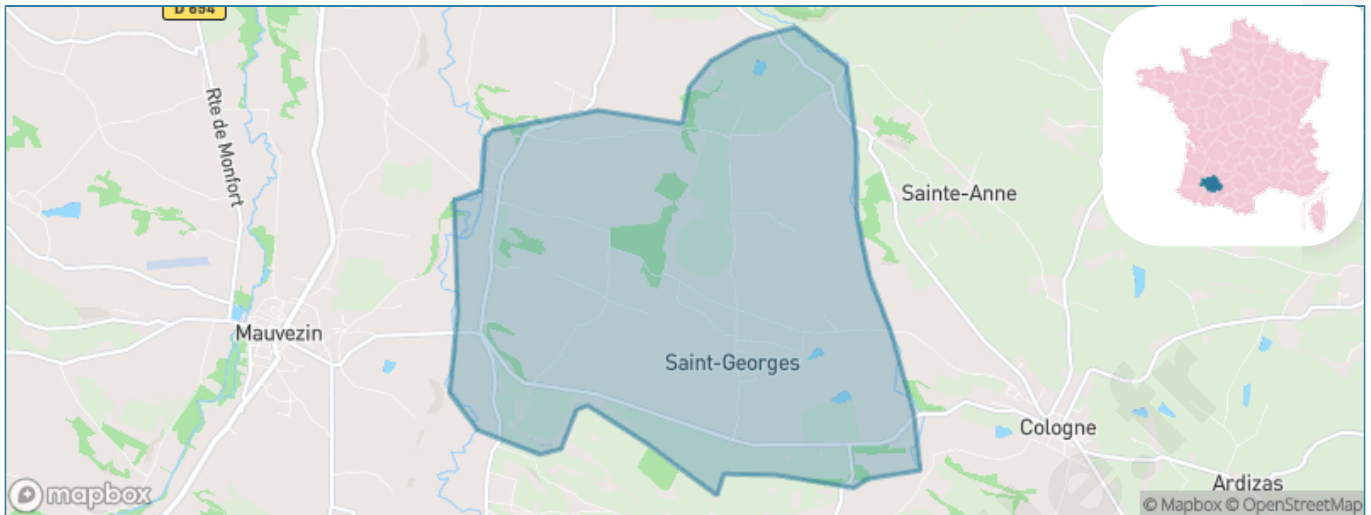 D 654
Rte de Monfort
Sainte-Anne
Mauvezin
Saint-Georges
Cologne
Ardizas
mapbox
© Mapbox © OpenStreetMap